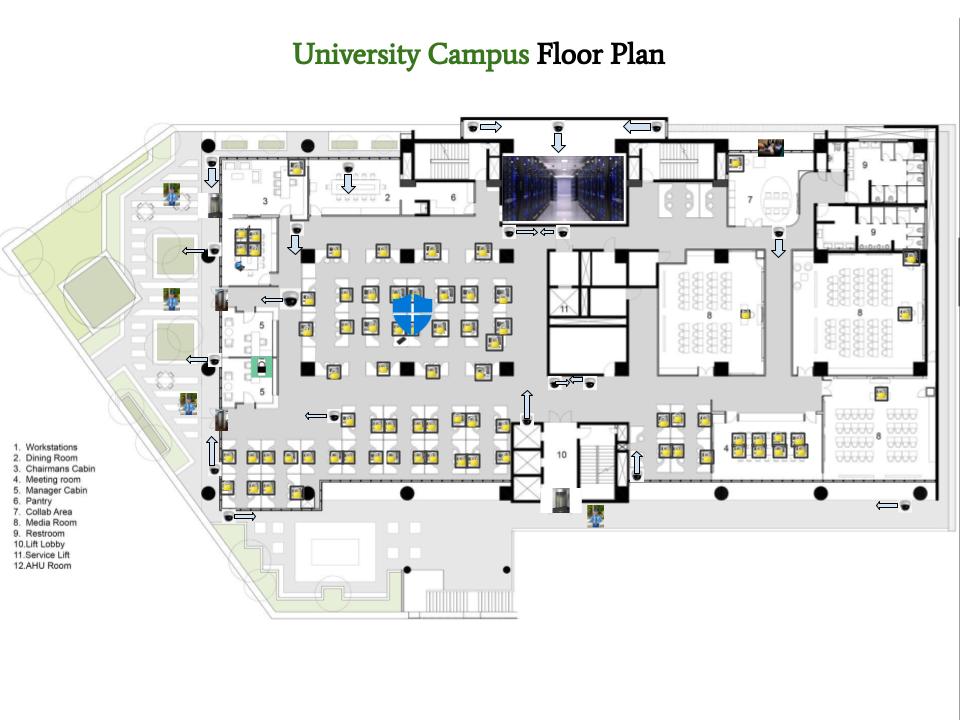 University Campus Floor Plan
3
2
6
7
9
9
5
5
11
8
8
8
4
10
1. Workstations
2. Dining Room
3. Chairmans Cabin
4. Meeting room
5. Manager Cabin
6. Pantry
7. Collab Area
8. Media Room
9. Restroom
10.Lift Lobby
11.Service Lift
12.AHU Room